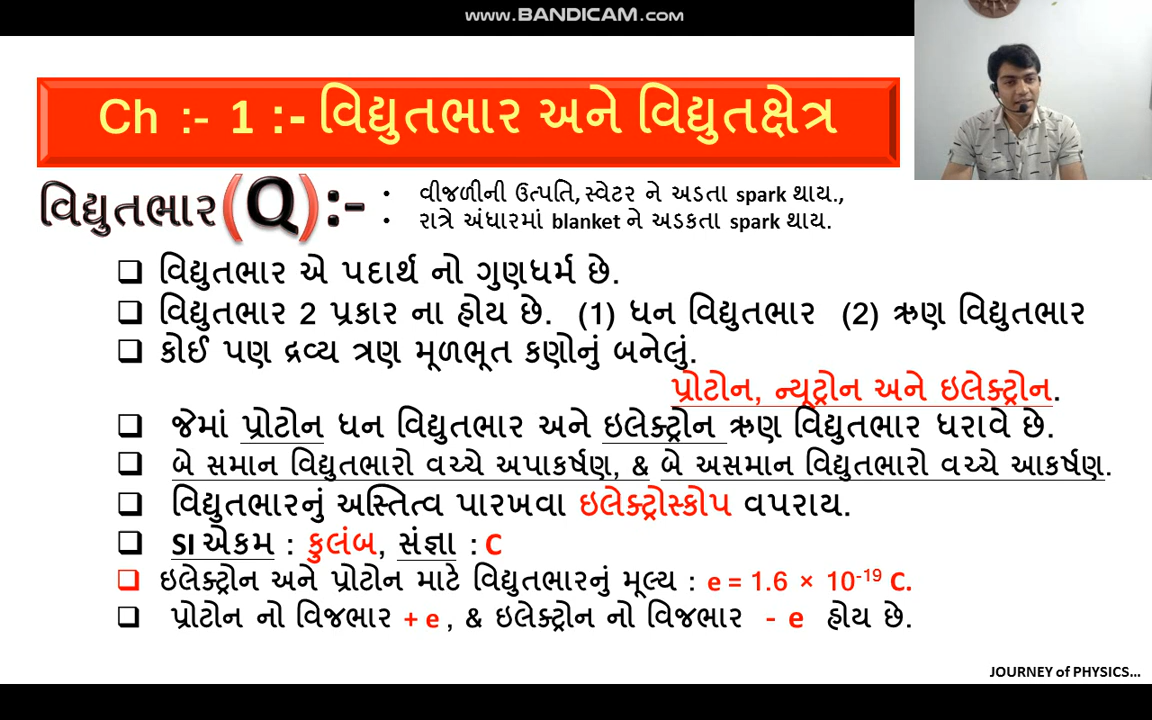 www.BANDICAM.com
Ch :- 1 :- વિદ્યુતભાર અને વિદ્યુતક્ષેત્ર
વિદ્યુતભાર(Q):-
• વીજળીની ઉત્પતિ, સ્વેટર ને અડતા spark થાય.,
• રાત્રે અંધારમાં blanket ને અડકતા spark થાય.
❑ વિદ્યુતભાર એ પદાર્થ નો ગુણધર્મ છે.
❑ વિદ્યુતભાર 2 પ્રકાર ના હોય છે. (1) ધન વિદ્યુતભાર (2) ઋણ વિદ્યુતભાર
❑ કોઈ પણ દ્રવ્ય ત્રણ મૂળભૂત કણોનું બનેલું.
પ્રોટોન, ન્યૂટ્રોન અને ઇલેક્ટ્રોન.
❑ જેમાં પ્રોટોન ધન વિદ્યુતભાર અને ઇલેક્ટ્રોન ઋણ વિદ્યુતભાર ધરાવે છે.
❑ બે સમાન વિદ્યુતભારો વચ્ચે અપાકર્ષણ, & બે અસમાન વિદ્યુતભારો વચ્ચે આકર્ષણ.
❑ વિદ્યુતભારનું અસ્તિત્વ પારખવા ઇલેક્ટ્રોસ્કોપ વપરાય.
❑ SI એકમ : કુલંબ, સંજ્ઞા : C
❑ ઇલેક્ટ્રોન અને પ્રોટોન માટે વિદ્યુતભારનું મૂલ્ય : e = 1.6 × 10⁻¹⁹ C.
❑ પ્રોટોન નો વિજભાર + e , & ઇલેક્ટ્રોન નો વિજભાર - e હોય છે.
JOURNEY of PHYSICS...